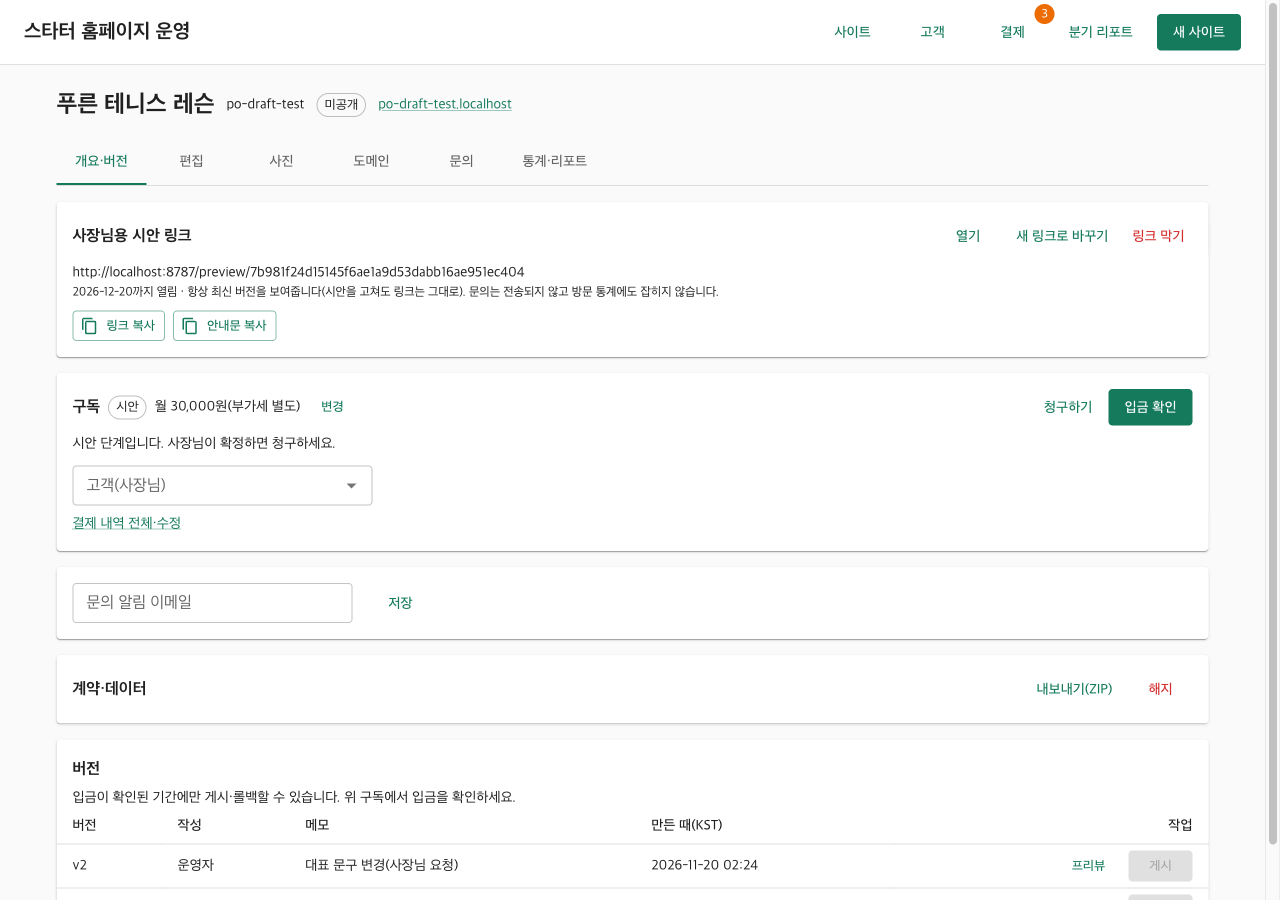 스타터 홈페이지 운영
사이트 고객 결제 3 분기 리포트 새 사이트
푸른 테니스 레슨 po-draft-test 미공개 po-draft-test.localhost
개요·버전 편집 사진 도메인 문의 통계·리포트
사장님용 시안 링크 열기 새 링크로 바꾸기 링크 막기
http://localhost:8787/preview/7b981f24d15145f6ae1a9d53dabb16ae951ec404
2026-12-20까지 열림 · 항상 최신 버전을 보여줍니다(시안을 고쳐도 링크는 그대로). 문의는 전송되지 않고 방문 통계에도 잡히지 않습니다.
링크 복사 안내문 복사
구독 시안 월 30,000원(부가세 별도) 변경 청구하기 입금 확인
시안 단계입니다. 사장님이 확정하면 청구하세요.
고객(사장님)
결제 내역 전체·수정
문의 알림 이메일 저장
계약·데이터 내보내기(ZIP) 해지
버전
입금이 확인된 기간에만 게시·롤백할 수 있습니다. 위 구독에서 입금을 확인하세요.
버전 작성 메모 만든 때(KST) 작업
v2 운영자 대표 문구 변경(사장님 요청) 2026-11-20 02:24 프리뷰 게시